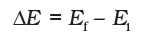 ΔE = E_f − E_i